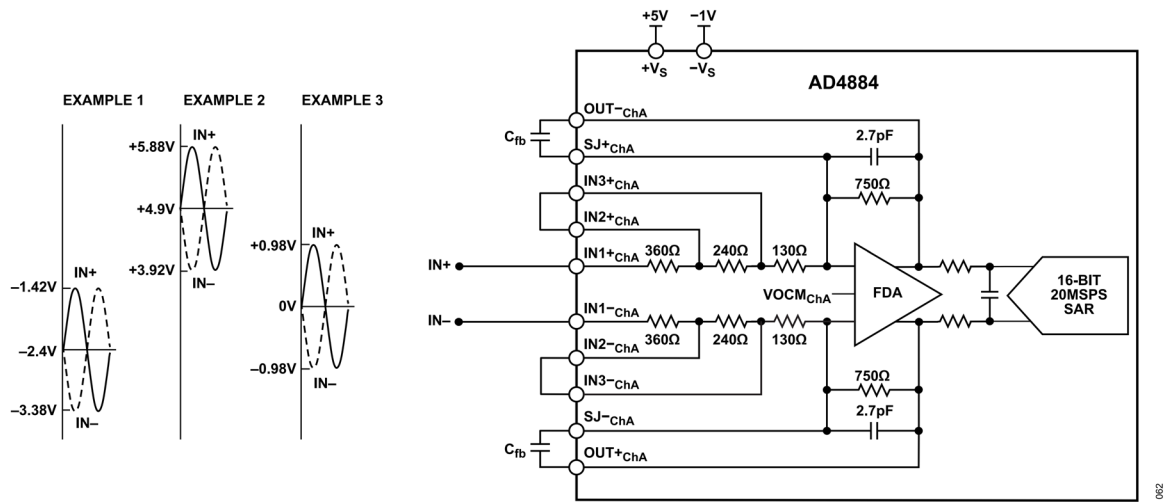 +5V
−1V
+VS
−VS
AD4884
EXAMPLE 1
EXAMPLE 2
EXAMPLE 3
IN+
−1.42V
−2.4V
−3.38V
IN−
IN+
+5.88V
+4.9V
+3.92V
IN−
IN+
+0.98V
0V
−0.98V
IN−
OUT−ChA
Cfb
2.7pF
SJ+ChA
750Ω
IN3+ChA
IN2+ChA
IN+
IN1+ChA
360Ω
240Ω
130Ω
VOCMChA
FDA
16-BIT
20MSPS
SAR
IN−
IN1−ChA
360Ω
240Ω
130Ω
IN2−ChA
IN3−ChA
750Ω
SJ−ChA
2.7pF
Cfb
OUT+ChA
062